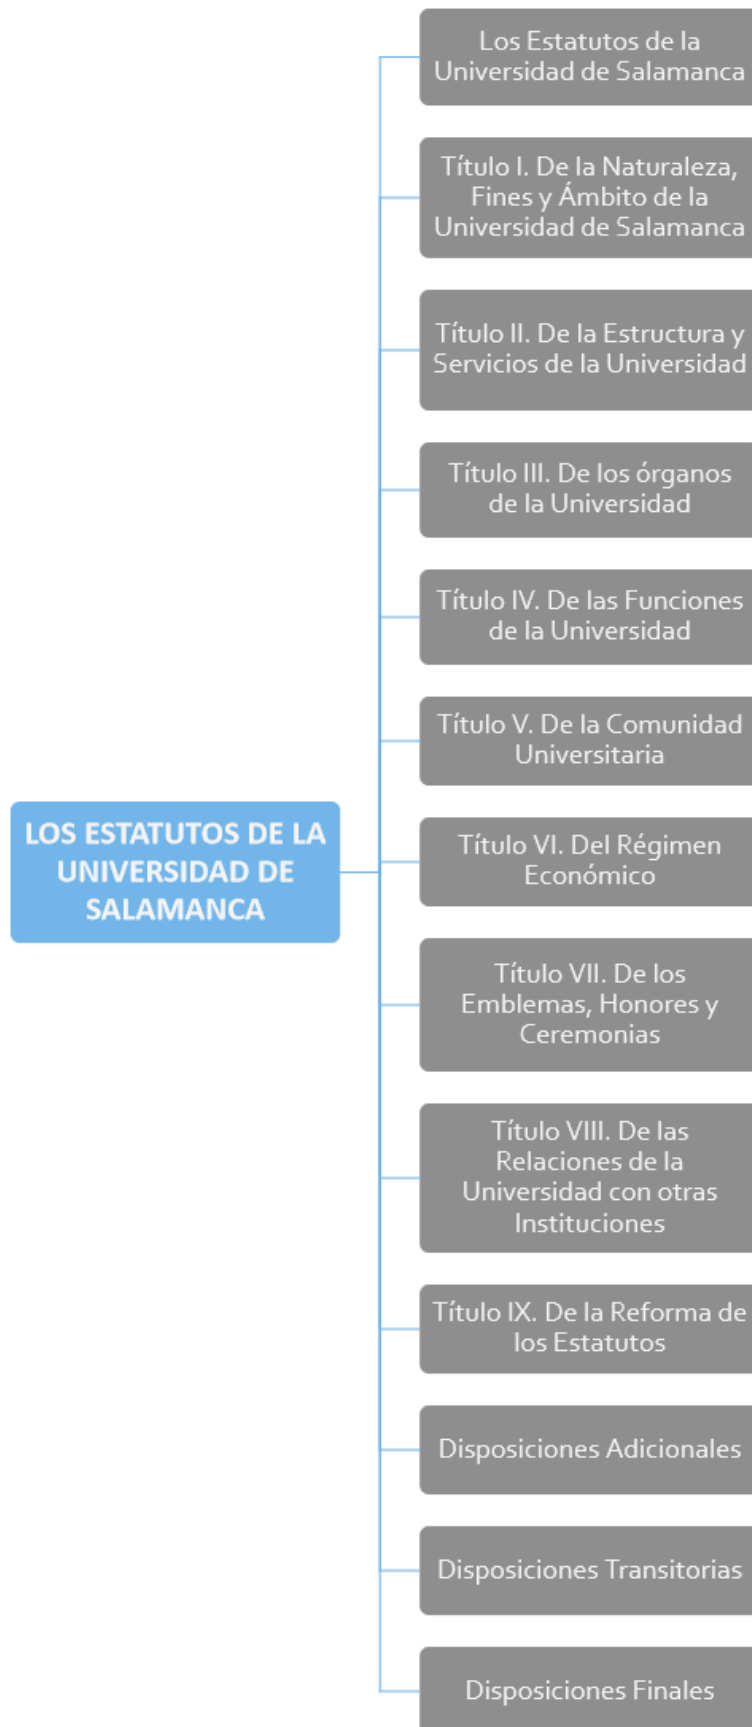 Los Estatutos de la
Universidad de Salamanca
Título I. De la Naturaleza,
Fines y Ámbito de la
Universidad de Salamanca
Título II. De la Estructura y
Servicios de la Universidad
Título III. De los órganos
de la Universidad
Título IV. De las Funciones
de la Universidad
Título V. De la Comunidad
Universitaria
LOS ESTATUTOS DE LA
UNIVERSIDAD DE
SALAMANCA
Título VI. Del Régimen
Económico
Título VII. De los
Emblemas, Honores y
Ceremonias
Título VIII. De las
Relaciones de la
Universidad con otras
Instituciones
Título IX. De la Reforma de
los Estatutos
Disposiciones Adicionales
Disposiciones Transitorias
Disposiciones Finales